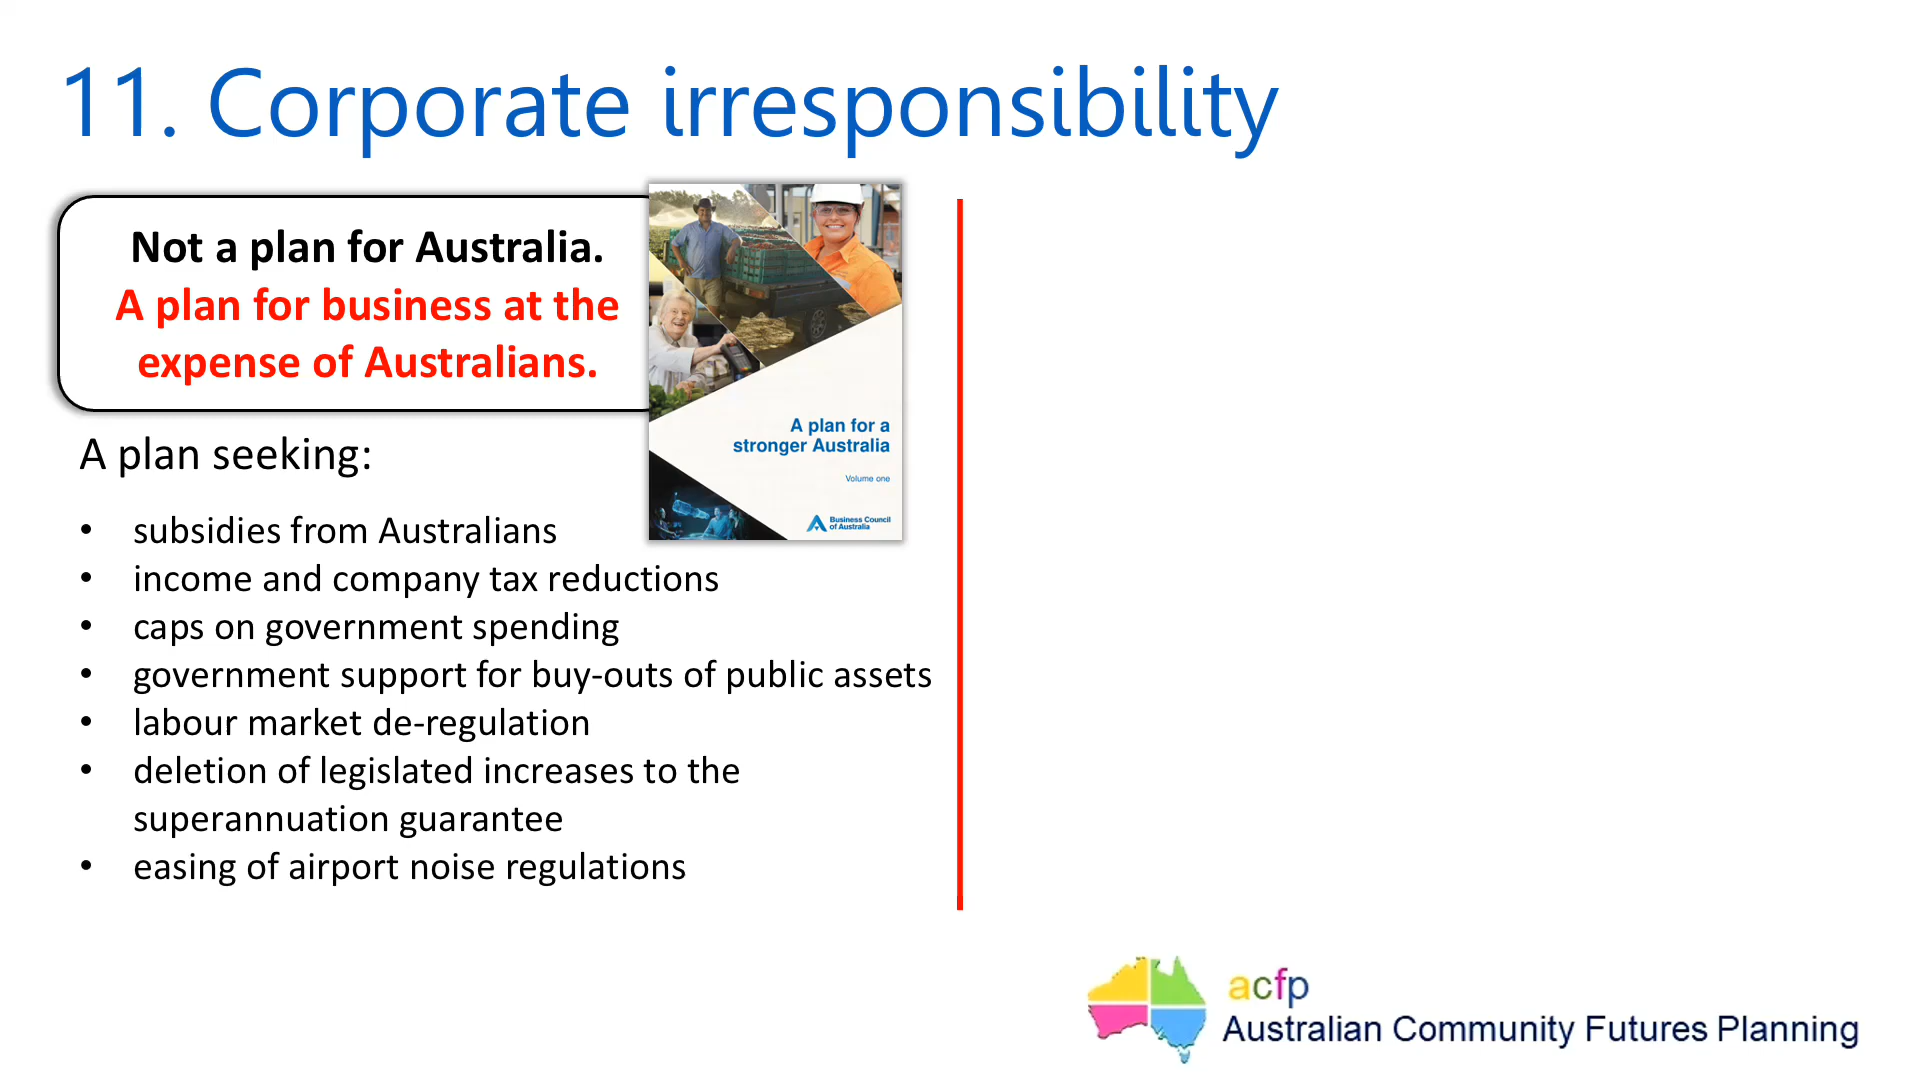 11. Corporate irresponsibility
Not a plan for Australia.
A plan for business at the
expense of Australians.
A plan for a
stronger Australia
Volume one
Business Council
of Australia
A plan seeking:
• subsidies from Australians
• income and company tax reductions
• caps on government spending
• government support for buy-outs of public assets
• labour market de-regulation
• deletion of legislated increases to the
superannuation guarantee
• easing of airport noise regulations
acfp
Australian Community Futures Planning